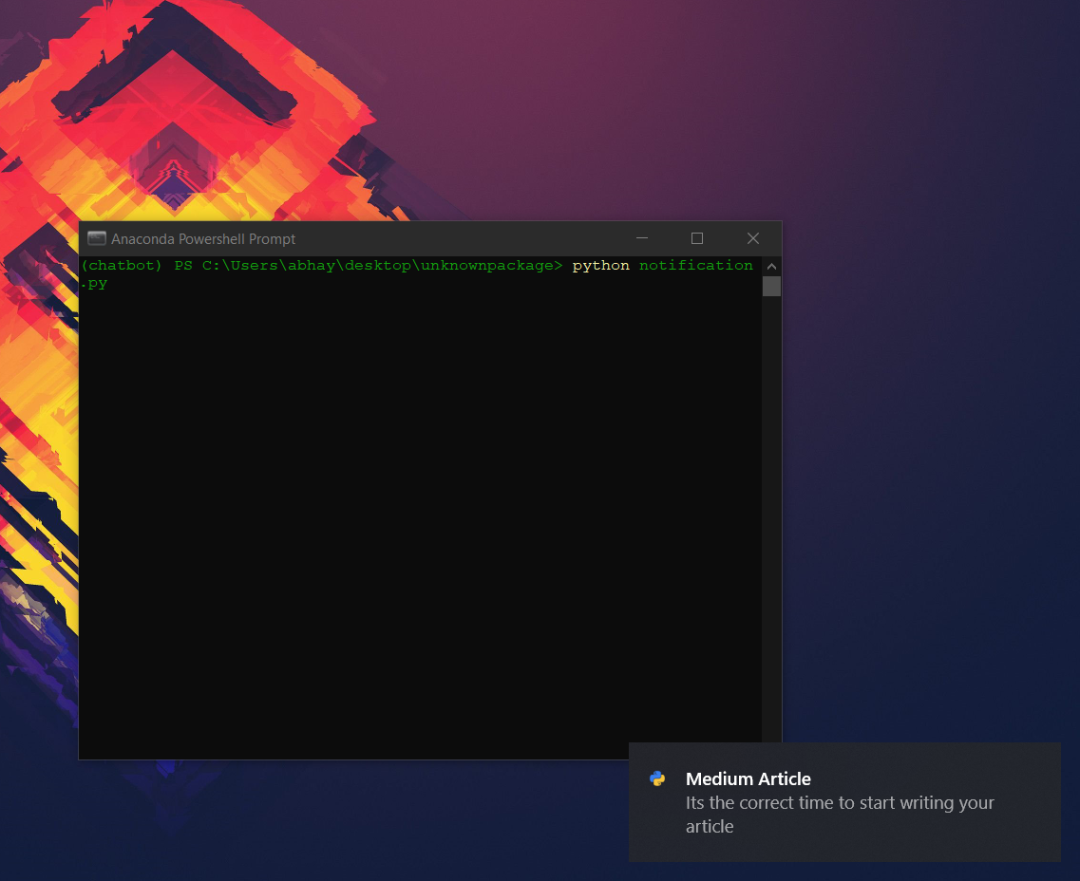 Anaconda Powershell Prompt
(chatbot) PS C:\Users\abhay\desktop\unknownpackage> python notification
.py
Medium Article
Its the correct time to start writing your
article